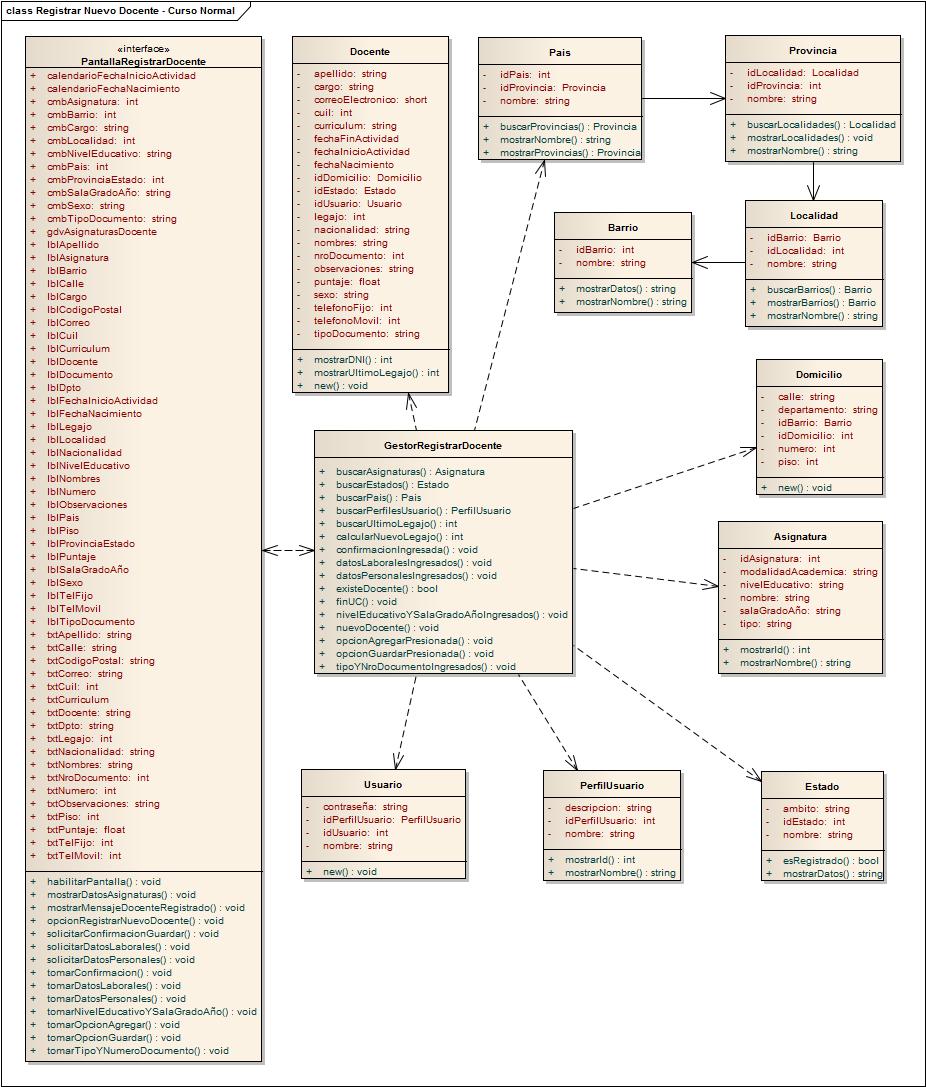 class Registrar Nuevo Docente - Curso Normal
«interface»
PantallaRegistrarDocente
+ calendarioFechaInicioActividad
+ calendarioFechaNacimiento
+ cmbAsignatura: int
+ cmbBarrio: int
+ cmbCargo: string
+ cmbLocalidad: int
+ cmbNivelEducativo: string
+ cmbPais: int
+ cmbProvinciaEstado: int
+ cmbSalaGradoAño: string
+ cmbSexo: string
+ cmbTipoDocumento: string
+ gdvAsignaturasDocente
+ lblApellido
+ lblAsignatura
+ lblBarrio
+ lblCalle
+ lblCargo
+ lblCodigoPostal
+ lblCorreo
+ lblCuil
+ lblCurriculum
+ lblDocente
+ lblDocumento
+ lblDpto
+ lblFechaInicioActividad
+ lblFechaNacimiento
+ lblLegajo
+ lblLocalidad
+ lblNacionalidad
+ lblNivelEducativo
+ lblNombres
+ lblNumero
+ lblObservaciones
+ lblPais
+ lblPiso
+ lblProvinciaEstado
+ lblPuntaje
+ lblSalaGradoAño
+ lblSexo
+ lblTelFijo
+ lblTelMovil
+ lblTipoDocumento
+ txtApellido: string
+ txtCalle: string
+ txtCodigoPostal: string
+ txtCorreo: string
+ txtCuil: int
+ txtCurriculum
+ txtDocente: string
+ txtDpto: string
+ txtLegajo: int
+ txtNacionalidad: string
+ txtNombres: string
+ txtNroDocumento: int
+ txtNumero: int
+ txtObservaciones: string
+ txtPiso: int
+ txtPuntaje: float
+ txtTelFijo: int
+ txtTelMovil: int
+ habilitarPantalla() : void
+ mostrarDatosAsignaturas() : void
+ mostrarMensajeDocenteRegistrado() : void
+ opcionRegistrarNuevoDocente() : void
+ solicitarConfirmacionGuardar() : void
+ solicitarDatosLaborales() : void
+ solicitarDatosPersonales() : void
+ tomarConfirmacion() : void
+ tomarDatosLaborales() : void
+ tomarDatosPersonales() : void
+ tomarNivelEducativoYSalaGradoAño() : void
+ tomarOpcionAgregar() : void
+ tomarOpcionGuardar() : void
+ tomarTipoYNumeroDocumento() : void
Docente
- apellido: string
- cargo: string
- correoElectronico: short
- cuil: int
- curriculum: string
- fechaFinActividad
- fechaInicioActividad
- fechaNacimiento
- idDomicilio: Domicilio
- idEstado: Estado
- idUsuario: Usuario
- legajo: int
- nacionalidad: string
- nombres: string
- nroDocumento: int
- observaciones: string
- puntaje: float
- sexo: string
- telefonoFijo: int
- telefonoMovil: int
- tipoDocumento: string
+ mostrarDNI() : int
+ mostrarUltimoLegajo() : int
+ new() : void
Pais
- idPais: int
- idProvincia: Provincia
- nombre: string
+ buscarProvincias() : Provincia
+ mostrarNombre() : string
+ mostrarProvincias() : Provincia
Provincia
- idLocalidad: Localidad
- idProvincia: int
- nombre: string
+ buscarLocalidades() : Localidad
+ mostrarLocalidades() : void
+ mostrarNombre() : string
Barrio
- idBarrio: int
- nombre: string
+ mostrarDatos() : string
+ mostrarNombre() : string
Localidad
- idBarrio: Barrio
- idLocalidad: int
- nombre: string
+ buscarBarrios() : Barrio
+ mostrarBarrios() : Barrio
+ mostrarNombre() : string
Domicilio
- calle: string
- departamento: string
- idBarrio: Barrio
- idDomicilio: int
- numero: int
- piso: int
+ new() : void
GestorRegistrarDocente
+ buscarAsignaturas() : Asignatura
+ buscarEstados() : Estado
+ buscarPais() : Pais
+ buscarPerfilesUsuario() : PerfilUsuario
+ buscarUltimoLegajo() : int
+ calcularNuevoLegajo() : int
+ confirmacionIngresada() : void
+ datosLaboralesIngresados() : void
+ datosPersonalesIngresados() : void
+ existeDocente() : bool
+ finUC() : void
+ nivelEducativoYSalaGradoAñoIngresados() : void
+ nuevoDocente() : void
+ opcionAgregarPresionada() : void
+ opcionGuardarPresionada() : void
+ tipoYNroDocumentoIngresados() : void
Asignatura
- idAsignatura: int
- modalidadAcademica: string
- nivelEducativo: string
- nombre: string
- salaGradoAño: string
- tipo: string
+ mostrarId() : int
+ mostrarNombre() : string
Usuario
- contraseña: string
- idPerfilUsuario: PerfilUsuario
- idUsuario: int
- nombre: string
+ new() : void
PerfilUsuario
- descripcion: string
- idPerfilUsuario: int
- nombre: string
+ mostrarId() : int
+ mostrarNombre() : string
Estado
- ambito: string
- idEstado: int
- nombre: string
+ esRegistrado() : bool
+ mostrarDatos() : string